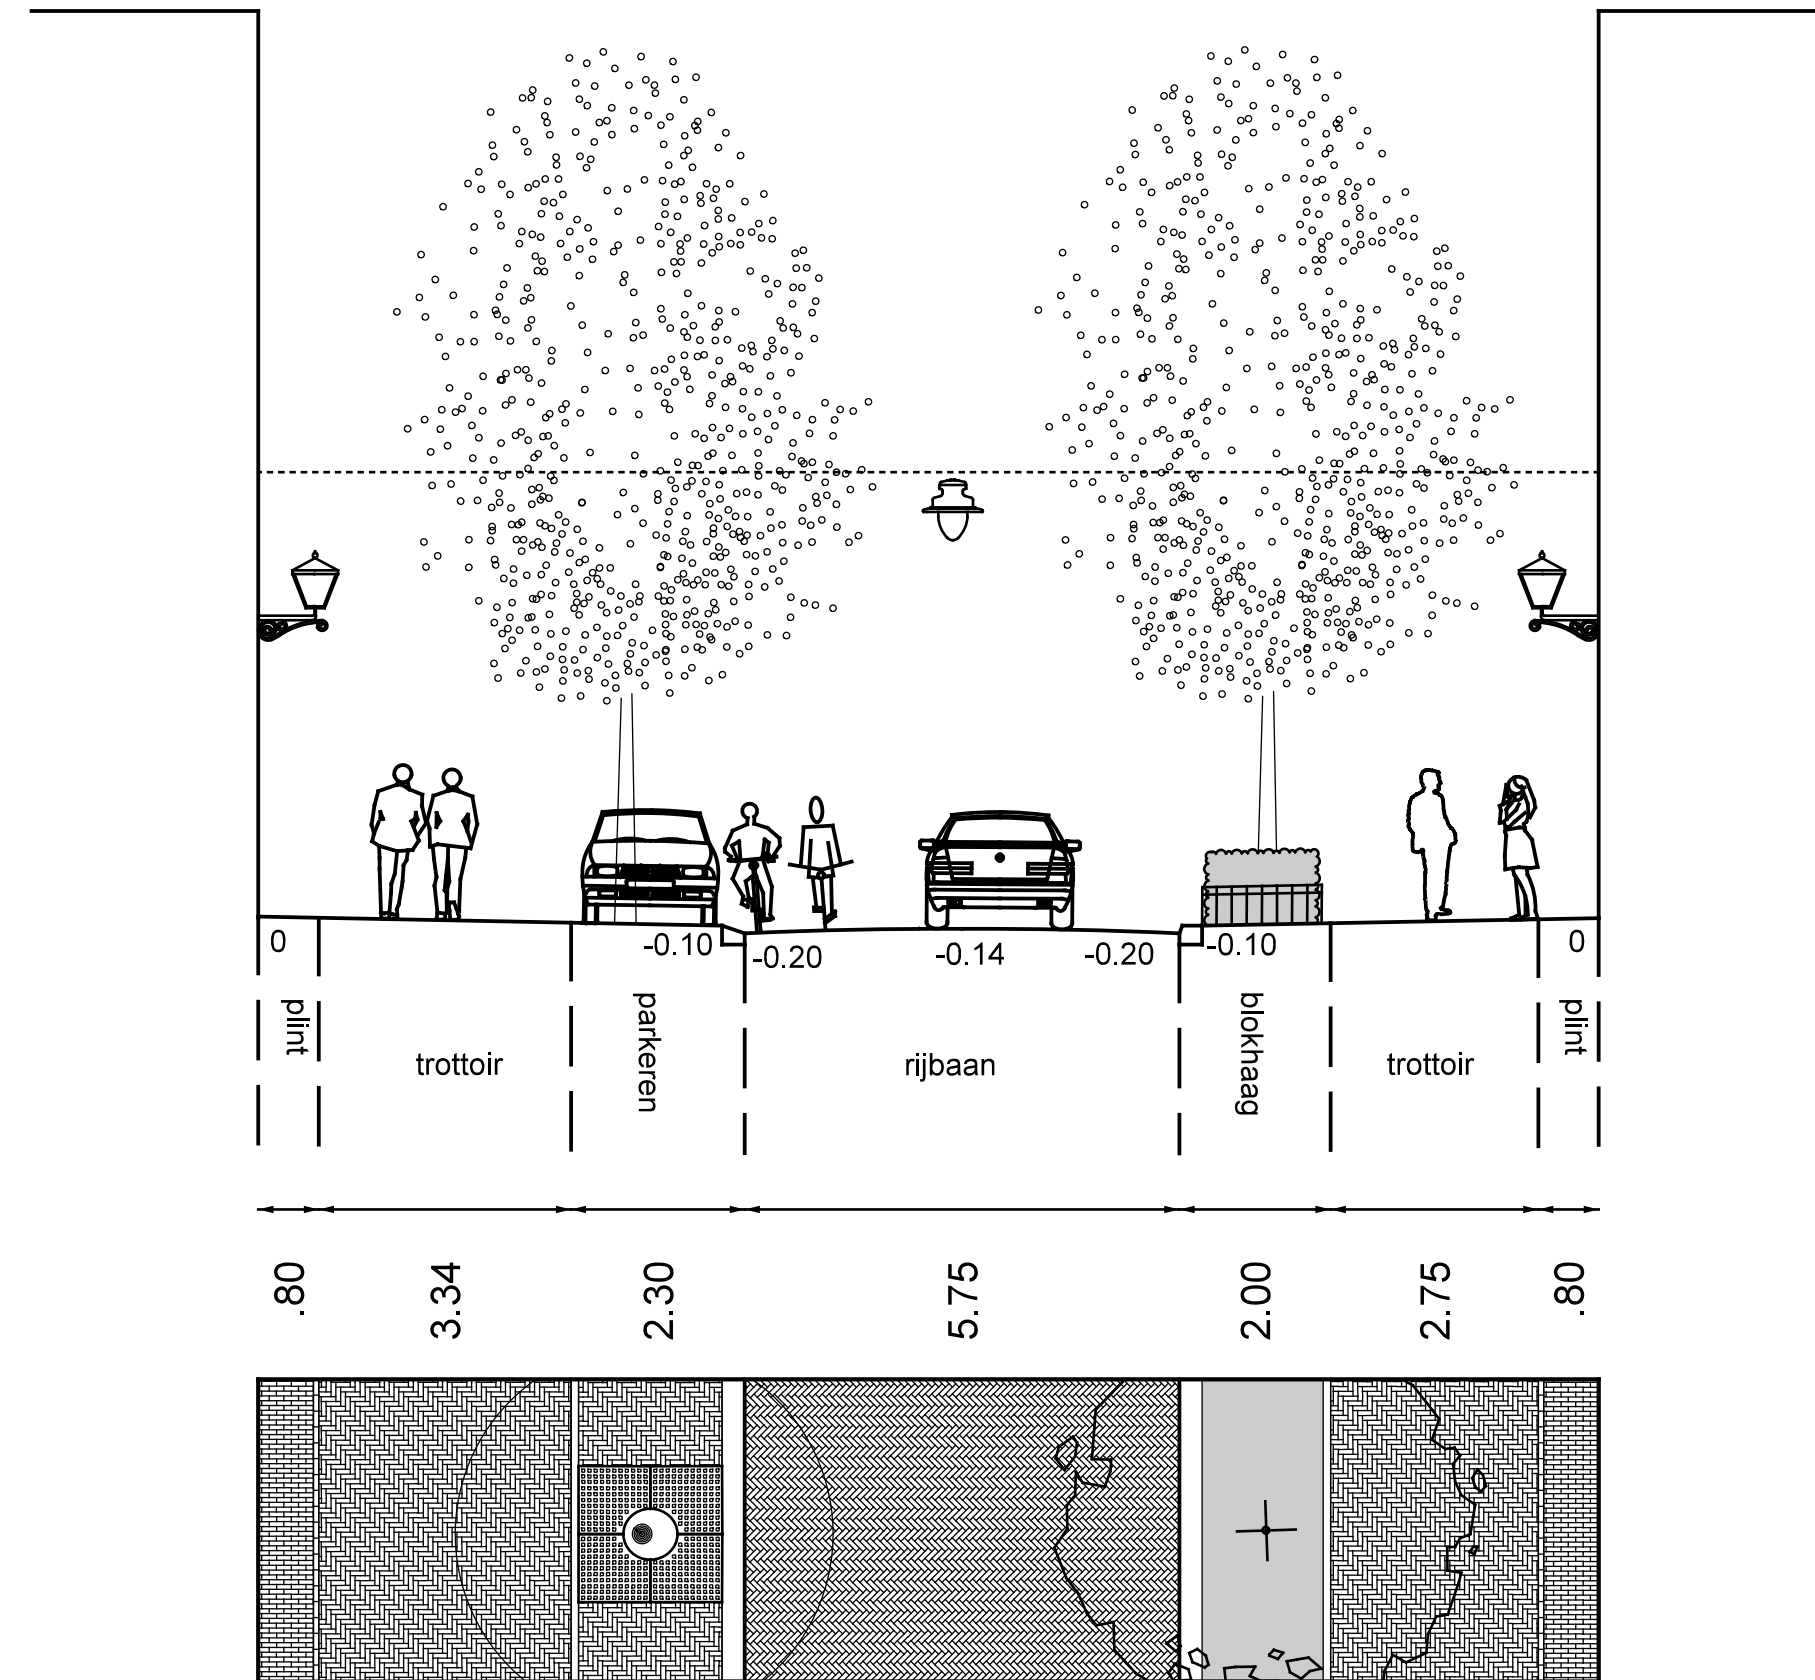 0
-0.10
-0.20
-0.14
-0.20
-0.10
0
plint
trottoir
parkeren
rijbaan
blokhaag
trottoir
plint
.80
3.34
2.30
5.75
2.00
2.75
.80